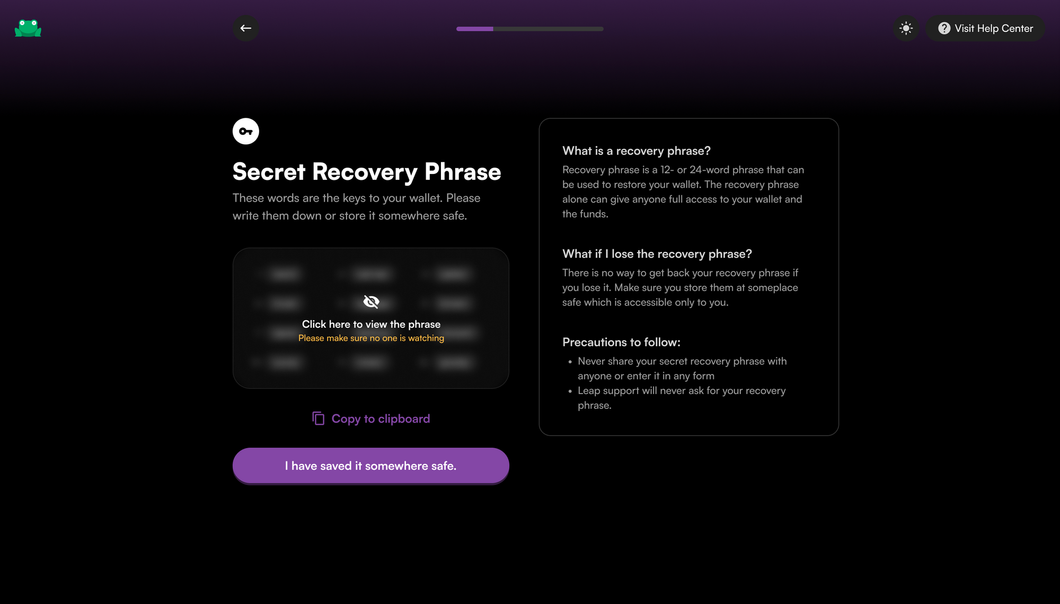 Visit Help Center
Secret Recovery Phrase
These words are the keys to your wallet. Please
write them down or store it somewhere safe.
Click here to view the phrase
Please make sure no one is watching
Copy to clipboard
I have saved it somewhere safe.
What is a recovery phrase?
Recovery phrase is a 12- or 24-word phrase that can
be used to restore your wallet. The recovery phrase
alone can give anyone full access to your wallet and
the funds.
What if I lose the recovery phrase?
There is no way to get back your recovery phrase if
you lose it. Make sure you store them at someplace
safe which is accessible only to you.
Precautions to follow:
• Never share your secret recovery phrase with
anyone or enter it in any form
• Leap support will never ask for your recovery
phrase.